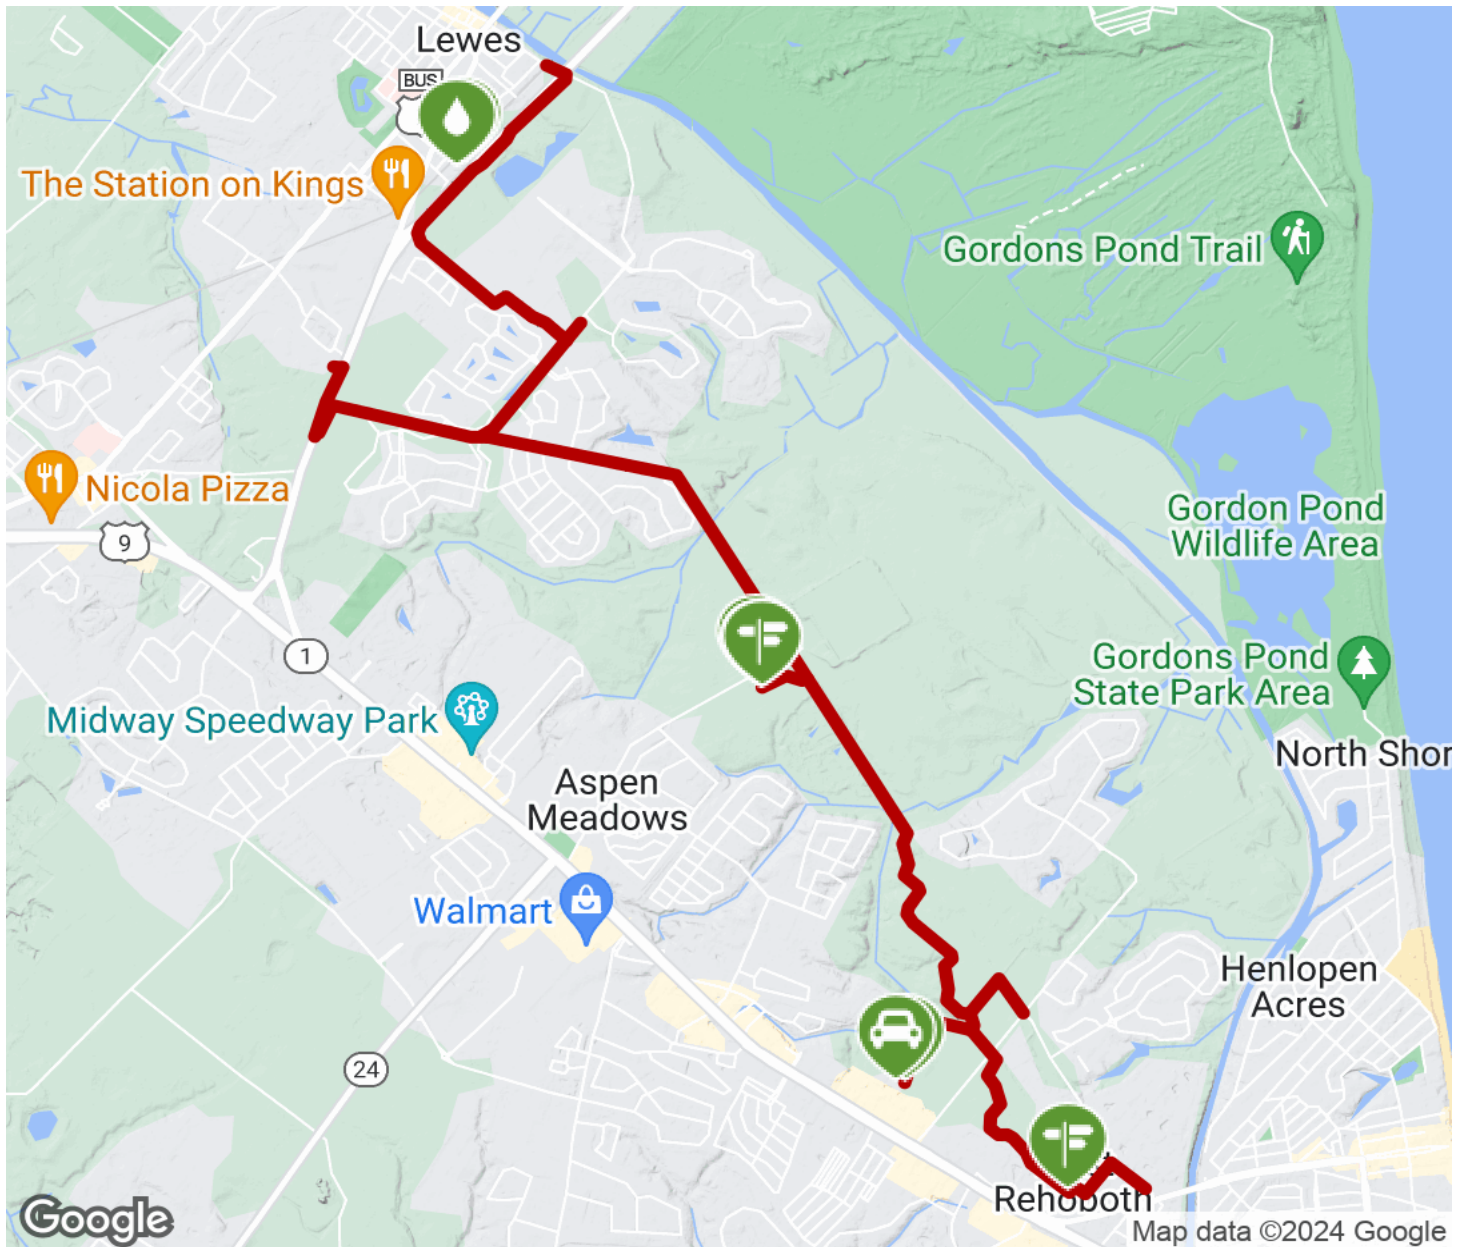 Lewes
BUS
The Station on Kings
Gordons Pond Trail
Nicola Pizza
9
Gordon Pond
Wildlife Area
1
Gordons Pond
State Park Area
Midway Speedway Park
North Shor
Aspen
Meadows
Walmart
Henlopen
Acres
24
Rehoboth
Google
Map data ©2024 Google